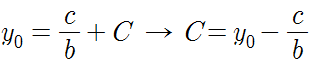 y₀ = c/b + C → C = y₀ − c/b